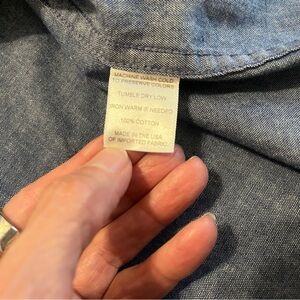 MACHINE WASH COLD
TO PRESERVE COLORS
TUMBLE DRY LOW
IRON WARM IS NEEDED
100% COTTON
MADE IN THE USA
OF IMPORTED FABRIC